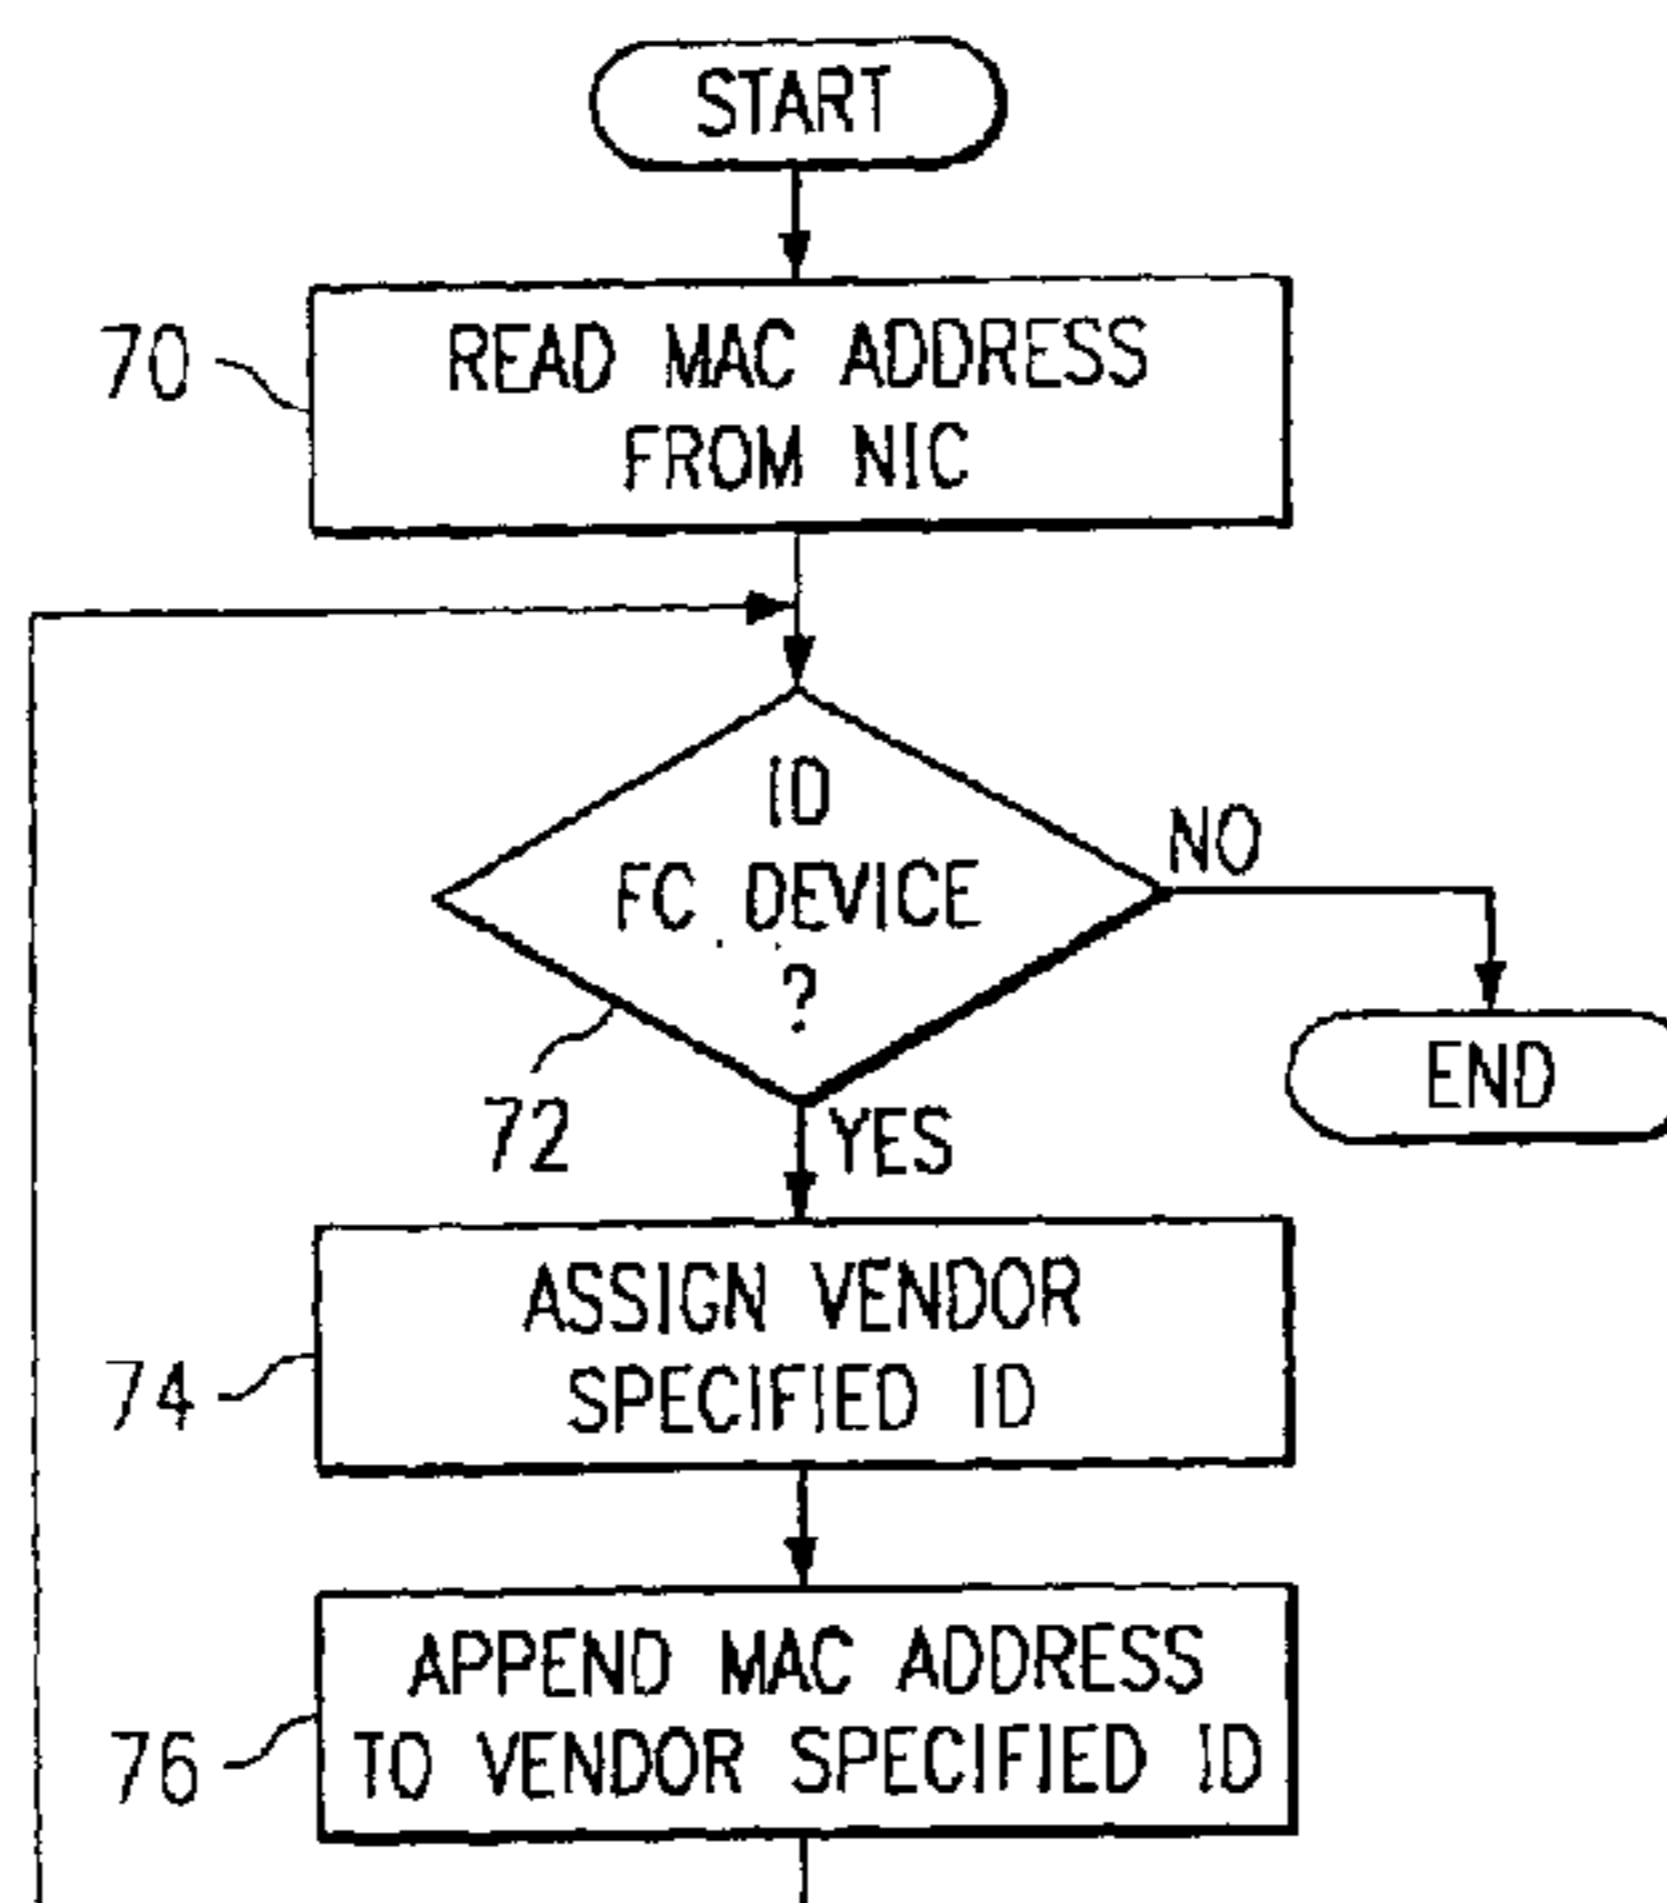 START
70
READ MAC ADDRESS
FROM NIC
ID
FC DEVICE
?
NO
72
YES
END
74
ASSIGN VENDOR
SPECIFIED ID
76
APPEND MAC ADDRESS
TO VENDOR SPECIFIED ID